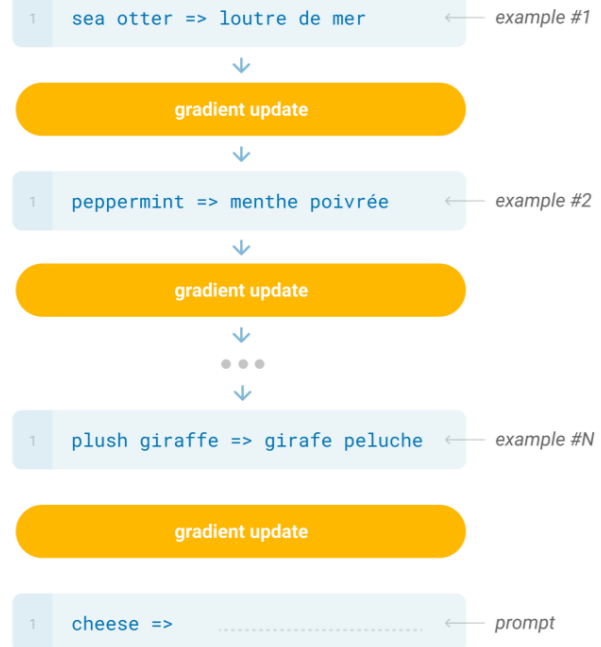 1 sea otter => loutre de mer example #1
gradient update
1 peppermint => menthe poivrée example #2
gradient update
1 plush giraffe => girafe peluche example #N
gradient update
1 cheese => prompt